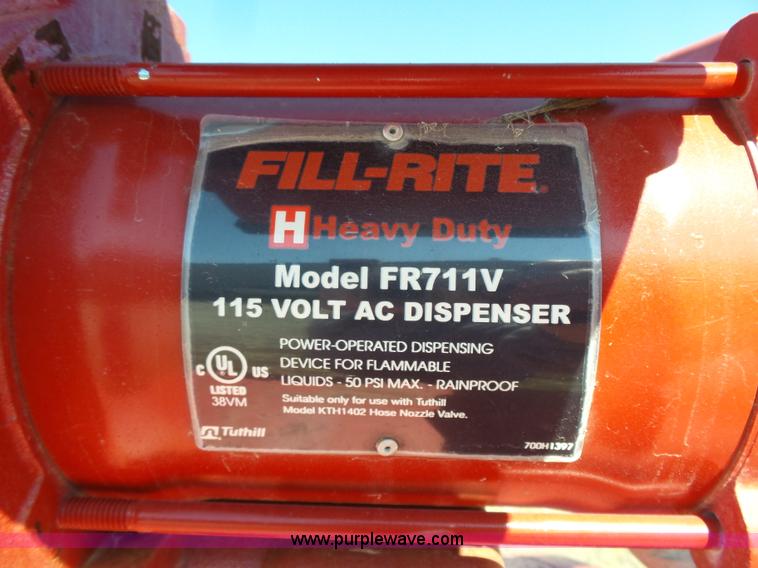 FILL-RITE®
H Heavy Duty
Model FR711V
115 VOLT AC DISPENSER
POWER-OPERATED DISPENSING
DEVICE FOR FLAMMABLE
LIQUIDS - 50 PSI MAX. - RAINPROOF
Suitable only for use with Tuthill
Model KTH1402 Hose Nozzle Valve.
C UL US
LISTED
38VM
Tuthill
700H1397
www.purplewave.com